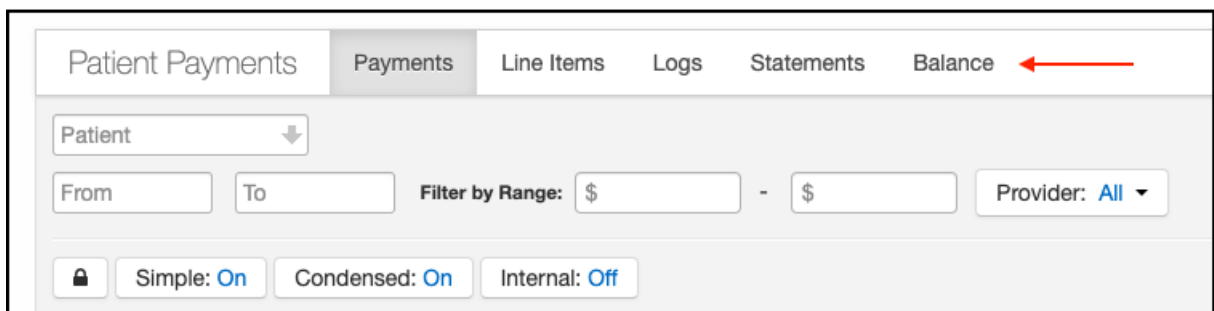 Patient Payments Payments Line Items Logs Statements Balance
Patient
From To Filter by Range: $ - $ Provider: All
Simple: On Condensed: On Internal: Off